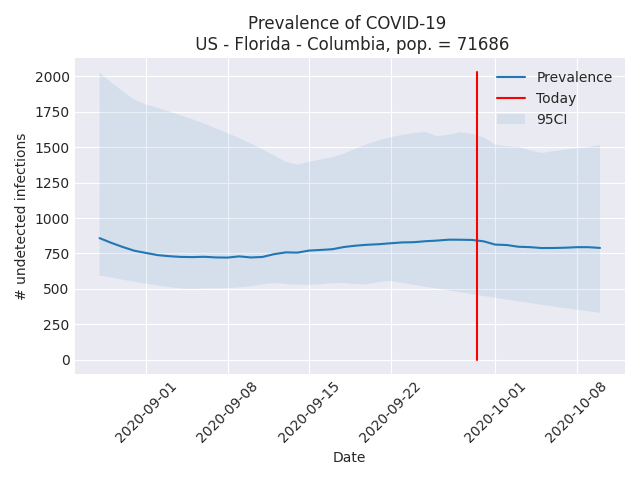 Prevalence of COVID-19
US - Florida - Columbia, pop. = 71686
Prevalence
Today
95CI
# undetected infections
2000
1750
1500
1250
1000
750
500
250
0
2020-09-01
2020-09-08
2020-09-15
2020-09-22
2020-10-01
2020-10-08
Date